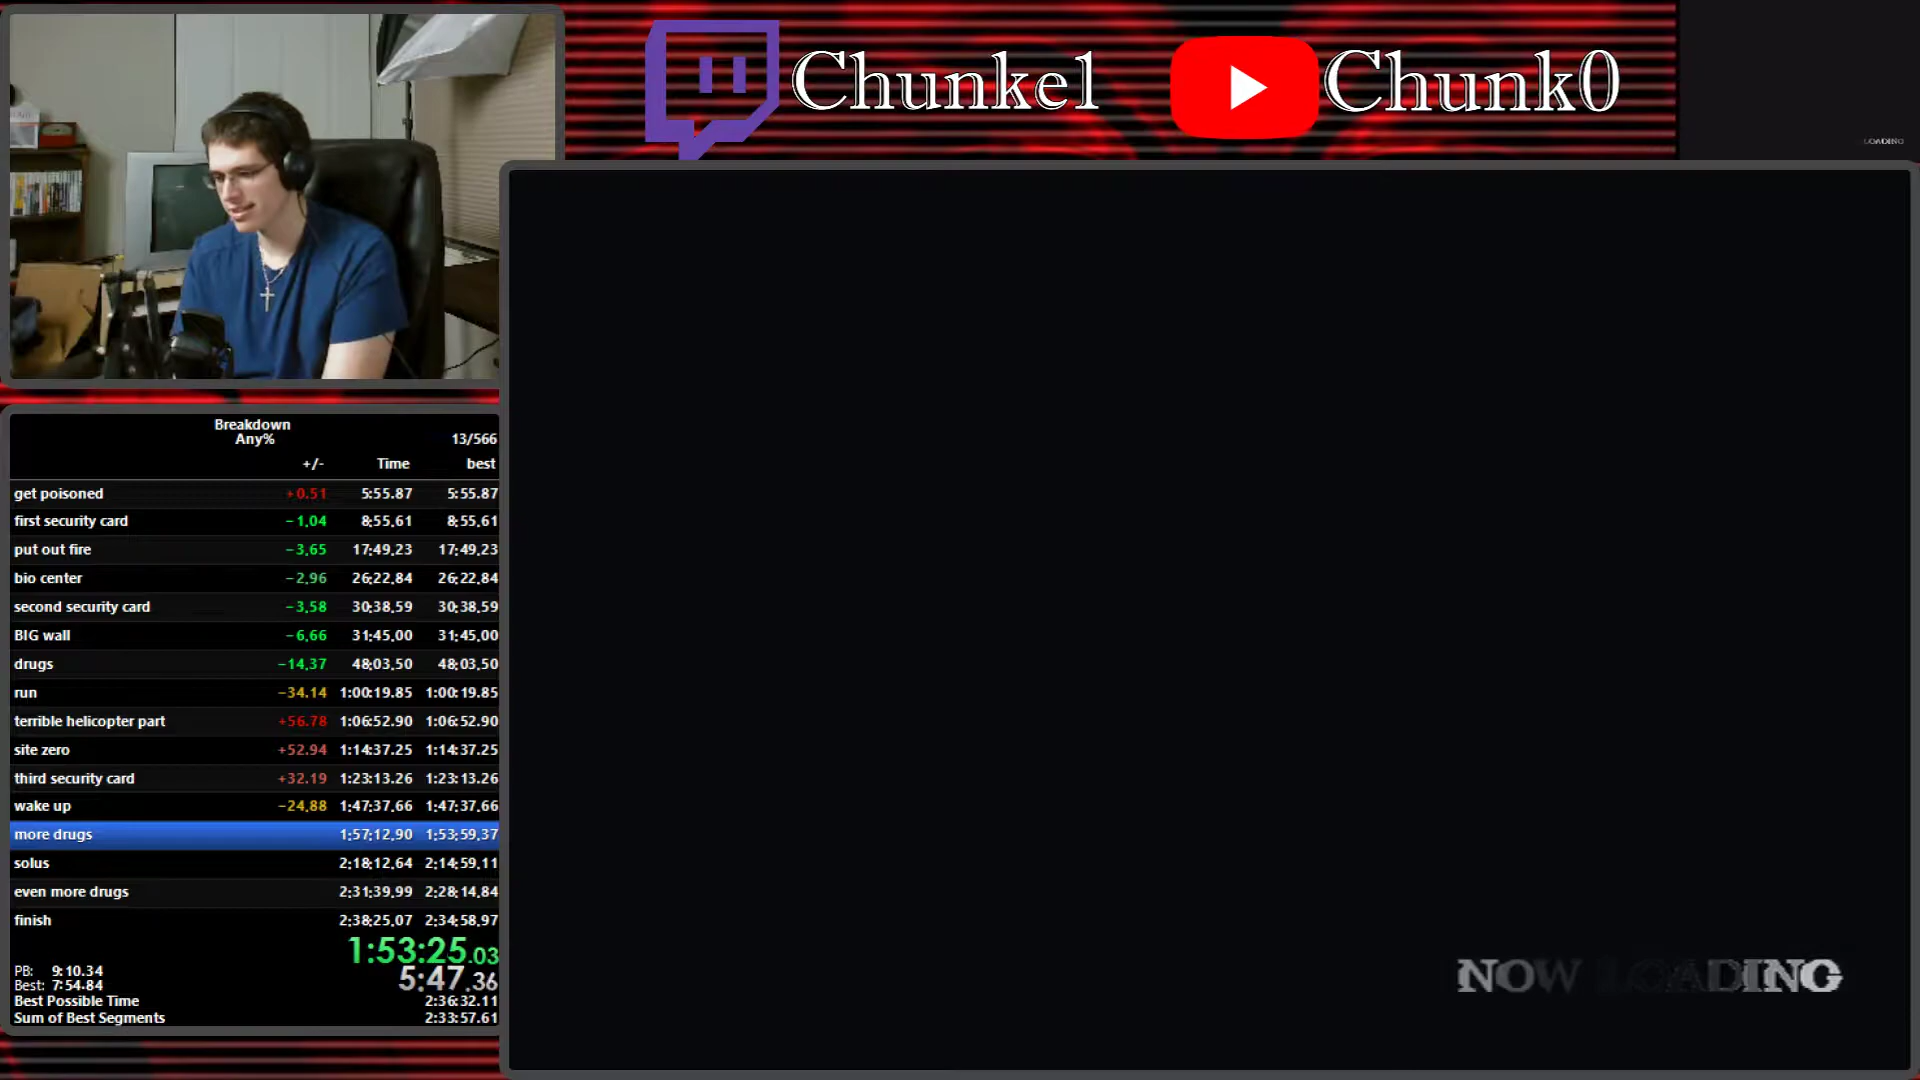 Chunke1
Chunk0
LOADING
Breakdown
Any%
13/566
+/- Time best
get poisoned +0.51 5:55.87 5:55.87
first security card −1.04 8:55.61 8:55.61
put out fire −3.65 17:49.23 17:49.23
bio center −2.96 26:22.84 26:22.84
second security card −3.58 30:38.59 30:38.59
BIG wall −6.66 31:45.00 31:45.00
drugs −14.37 48:03.50 48:03.50
run −34.14 1:00:19.85 1:00:19.85
terrible helicopter part +56.78 1:06:52.90 1:06:52.90
site zero +52.94 1:14:37.25 1:14:37.25
third security card +32.19 1:23:13.26 1:23:13.26
wake up −24.88 1:47:37.66 1:47:37.66
more drugs 1:57:12.90 1:53:59.37
solus 2:18:12.64 2:14:59.11
even more drugs 2:31:39.99 2:28:14.84
finish 2:38:25.07 2:34:58.97
1:53:25.03
PB: 9:10.34 5:47.36
Best: 7:54.84
Best Possible Time 2:36:32.11
Sum of Best Segments 2:33:57.61
NOW LOADING